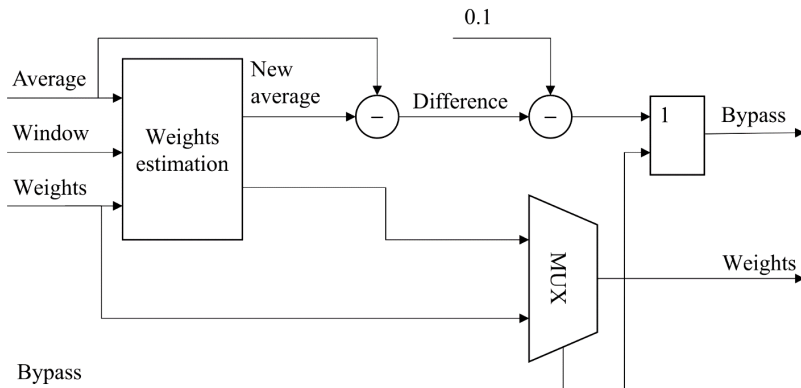 0.1
Average
New
average
Difference
1
Bypass
Window
Weights
estimation
Weights
MUX
Weights
Bypass